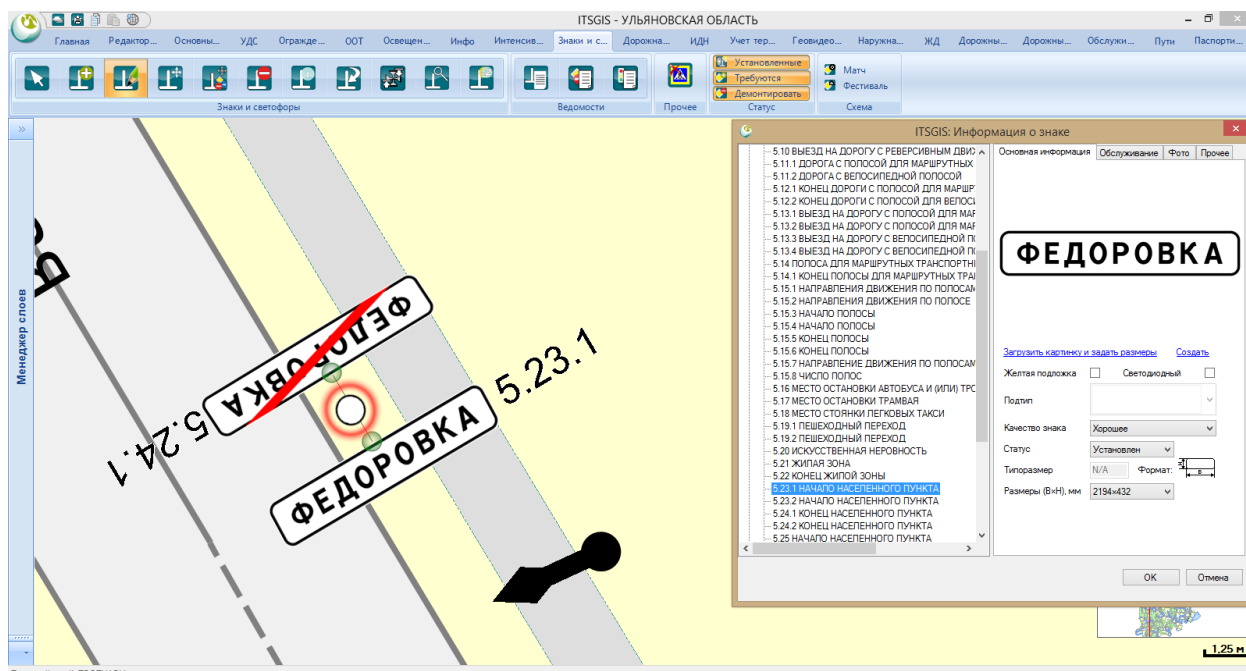 ITSGIS - УЛЬЯНОВСКАЯ ОБЛАСТЬ
Главная Редактор... Основны... УДС Огражде... ООТ Освещен... Инфо Интенсив... Знаки и с... Дорожна... ИДН Учет тер... Геовидео... Наружна... ЖД Дорожны... Дорожны... Обслужи... Пути Паспорти...
Установленные
Требуются
Демонтировать
Матч
Фестиваль
Знаки и светофоры Ведомости Прочее Статус Схема
Менеджер слоев
ФЕДОРОВКА
5.24.1
ФЕДОРОВКА
5.23.1
ITSGIS: Информация о знаке
5.10 ВЫЕЗД НА ДОРОГУ С РЕВЕРСИВНЫМ ДВИЖ
5.11.1 ДОРОГА С ПОЛОСОЙ ДЛЯ МАРШРУТНЫХ
5.11.2 ДОРОГА С ВЕЛОСИПЕДНОЙ ПОЛОСОЙ
5.12.1 КОНЕЦ ДОРОГИ С ПОЛОСОЙ ДЛЯ МАРШР
5.12.2 КОНЕЦ ДОРОГИ С ПОЛОСОЙ ДЛЯ ВЕЛОСИ
5.13.1 ВЫЕЗД НА ДОРОГУ С ПОЛОСОЙ ДЛЯ МАР
5.13.2 ВЫЕЗД НА ДОРОГУ С ПОЛОСОЙ ДЛЯ МАР
5.13.3 ВЫЕЗД НА ДОРОГУ С ВЕЛОСИПЕДНОЙ ПО
5.13.4 ВЫЕЗД НА ДОРОГУ С ВЕЛОСИПЕДНОЙ ПО
5.14 ПОЛОСА ДЛЯ МАРШРУТНЫХ ТРАНСПОРТНЫ
5.14.1 КОНЕЦ ПОЛОСЫ ДЛЯ МАРШРУТНЫХ ТРАН
5.15.1 НАПРАВЛЕНИЯ ДВИЖЕНИЯ ПО ПОЛОСАМ
5.15.2 НАПРАВЛЕНИЯ ДВИЖЕНИЯ ПО ПОЛОСЕ
5.15.3 НАЧАЛО ПОЛОСЫ
5.15.4 НАЧАЛО ПОЛОСЫ
5.15.5 КОНЕЦ ПОЛОСЫ
5.15.6 КОНЕЦ ПОЛОСЫ
5.15.7 НАПРАВЛЕНИЕ ДВИЖЕНИЯ ПО ПОЛОСАМ
5.15.8 ЧИСЛО ПОЛОС
5.16 МЕСТО ОСТАНОВКИ АВТОБУСА И (ИЛИ) ТРО
5.17 МЕСТО ОСТАНОВКИ ТРАМВАЯ
5.18 МЕСТО СТОЯНКИ ЛЕГКОВЫХ ТАКСИ
5.19.1 ПЕШЕХОДНЫЙ ПЕРЕХОД
5.19.2 ПЕШЕХОДНЫЙ ПЕРЕХОД
5.20 ИСКУССТВЕННАЯ НЕРОВНОСТЬ
5.21 ЖИЛАЯ ЗОНА
5.22 КОНЕЦ ЖИЛОЙ ЗОНЫ
5.23.1 НАЧАЛО НАСЕЛЕННОГО ПУНКТА
5.23.2 НАЧАЛО НАСЕЛЕННОГО ПУНКТА
5.24.1 КОНЕЦ НАСЕЛЕННОГО ПУНКТА
5.24.2 КОНЕЦ НАСЕЛЕННОГО ПУНКТА
5.25 НАЧАЛО НАСЕЛЕННОГО ПУНКТА
Основная информация Обслуживание Фото Прочее
ФЕДОРОВКА
Загрузить картинку и задать размеры Создать
Желтая подложка Светодиодный
Подтип
Качество знака Хорошее
Статус Установлен
Типоразмер N/A Формат:
Размеры (В×Н), мм 2194×432
ОК Отмена
1,25 м